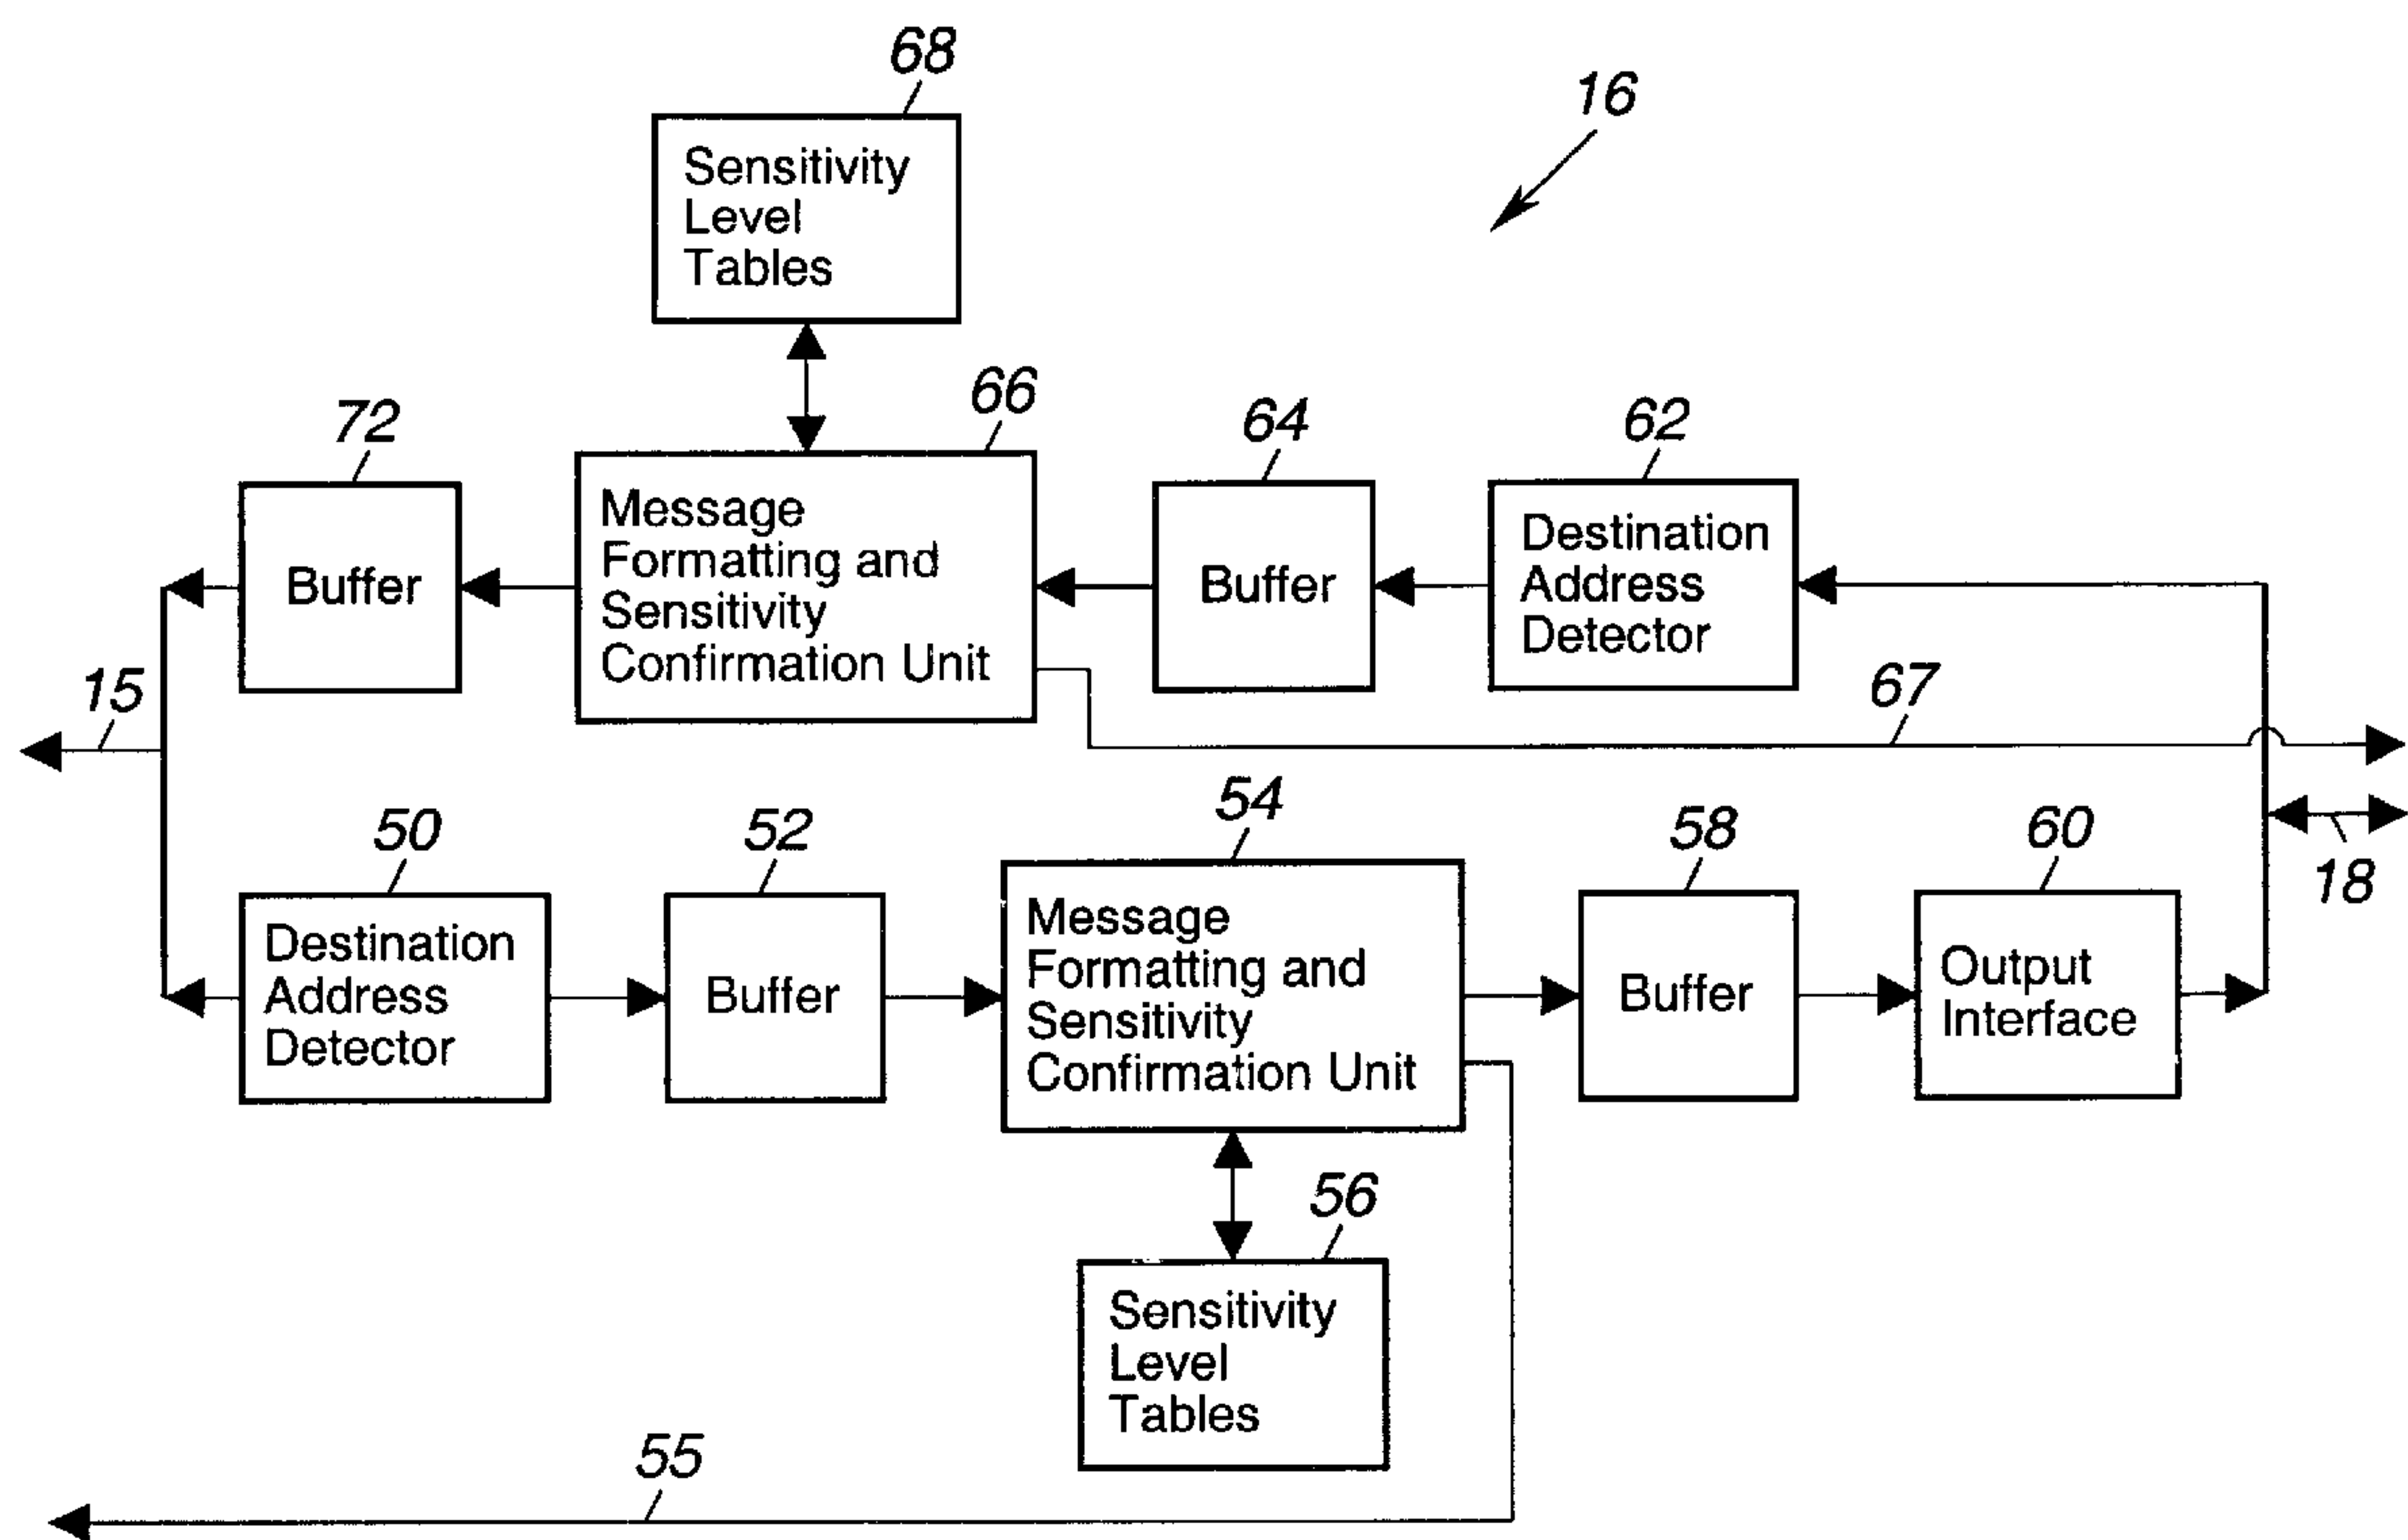 68
16
Sensitivity
Level
Tables
72
66
64
62
Buffer
Message
Formatting and
Sensitivity
Confirmation Unit
Buffer
Destination
Address
Detector
15
67
50
52
54
58
60
18
Destination
Address
Detector
Buffer
Message
Formatting and
Sensitivity
Confirmation Unit
Buffer
Output
Interface
56
Sensitivity
Level
Tables
55